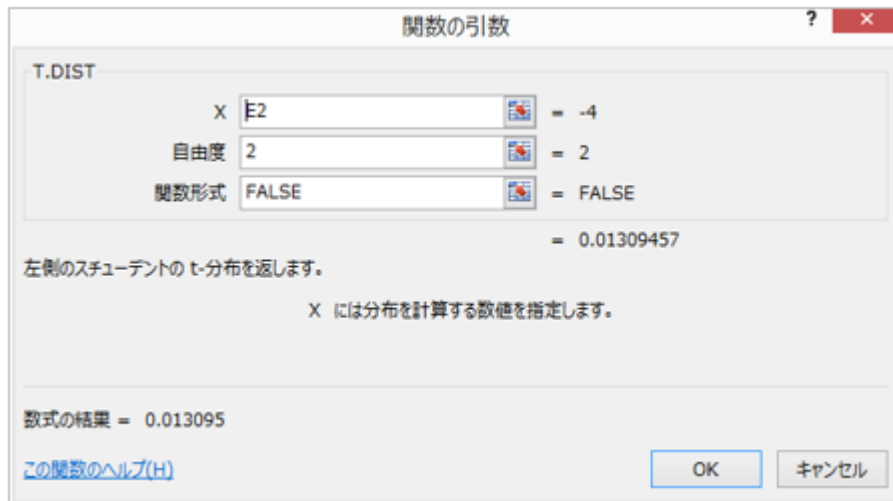 関数の引数
? ×
T.DIST
X E2 = -4
自由度 2 = 2
関数形式 FALSE = FALSE
= 0.01309457
左側のスチューデントの t-分布を返します。
X には分布を計算する数値を指定します。
数式の結果 = 0.013095
この関数のヘルプ(H)
OK キャンセル